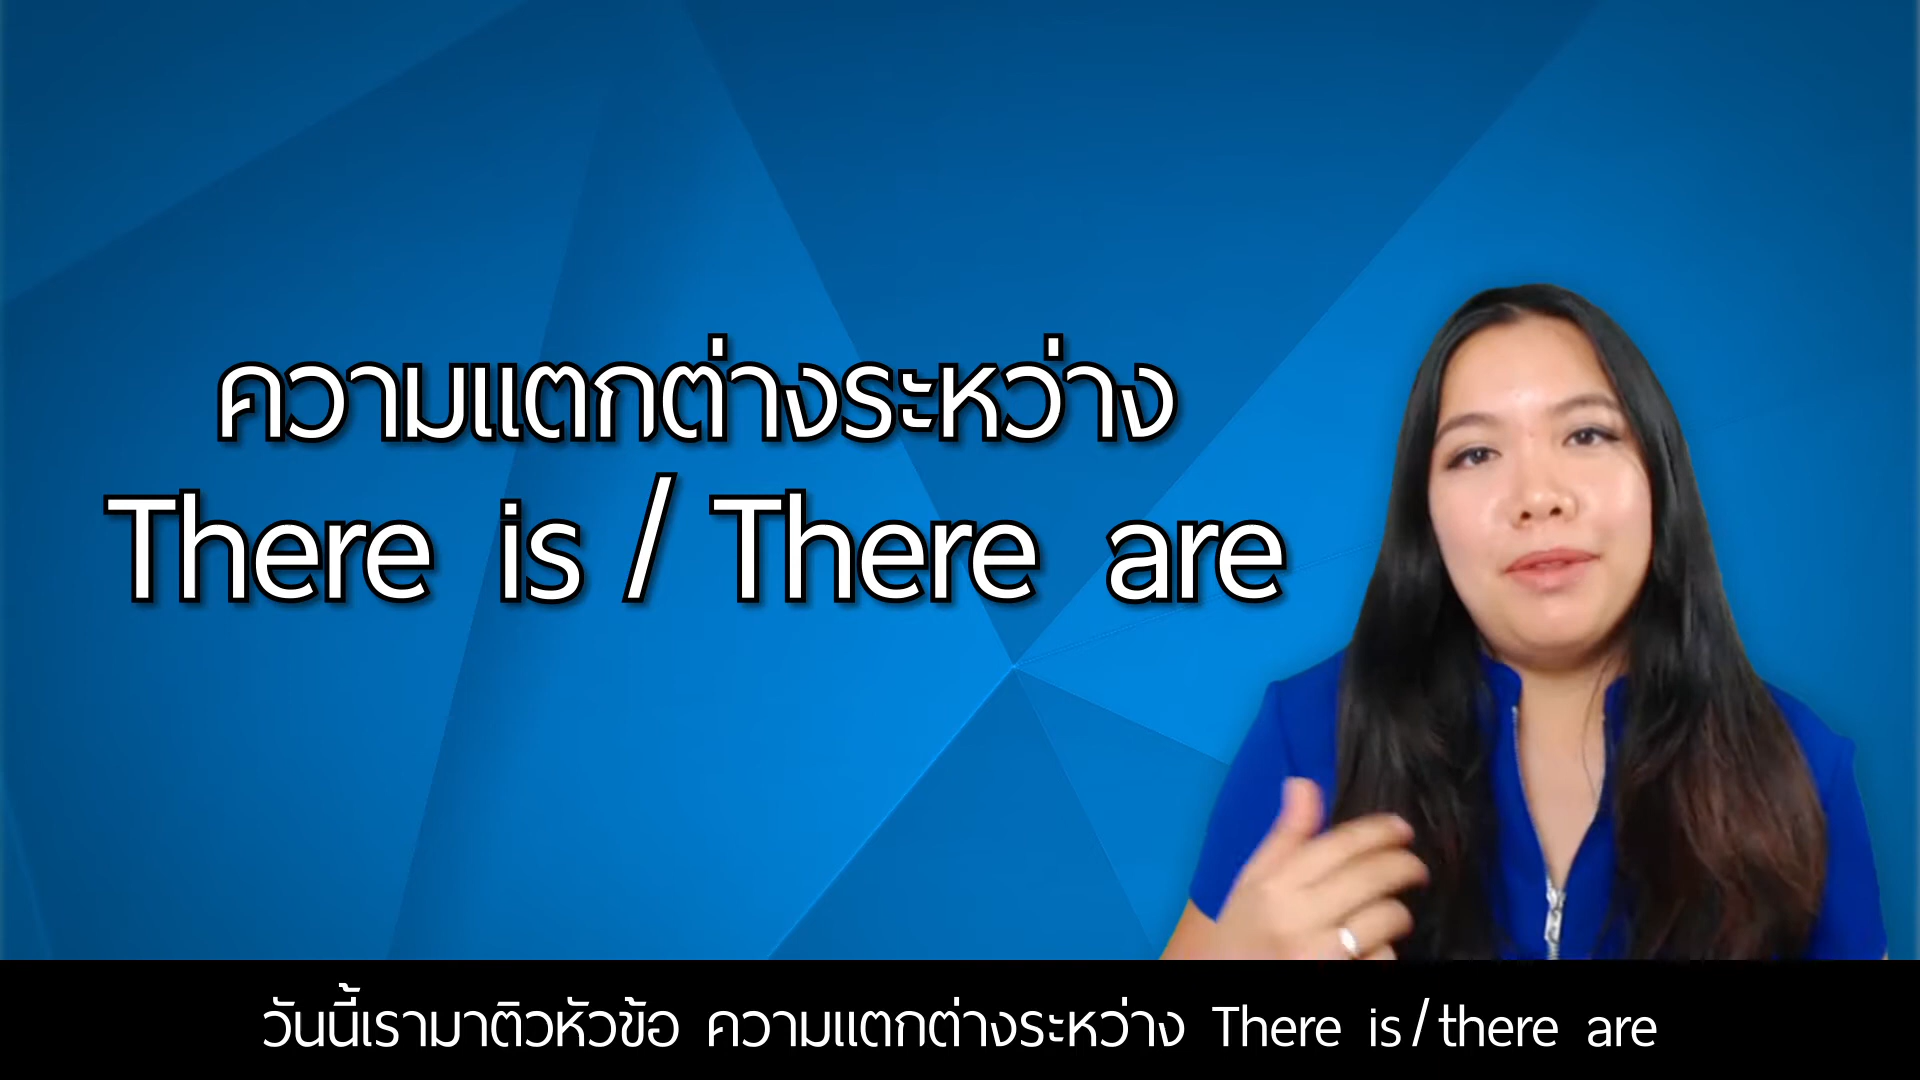 ความแตกต่างระหว่าง
There is / There are
วันนี้เรามาติวหัวข้อ ความแตกต่างระหว่าง There is / there are